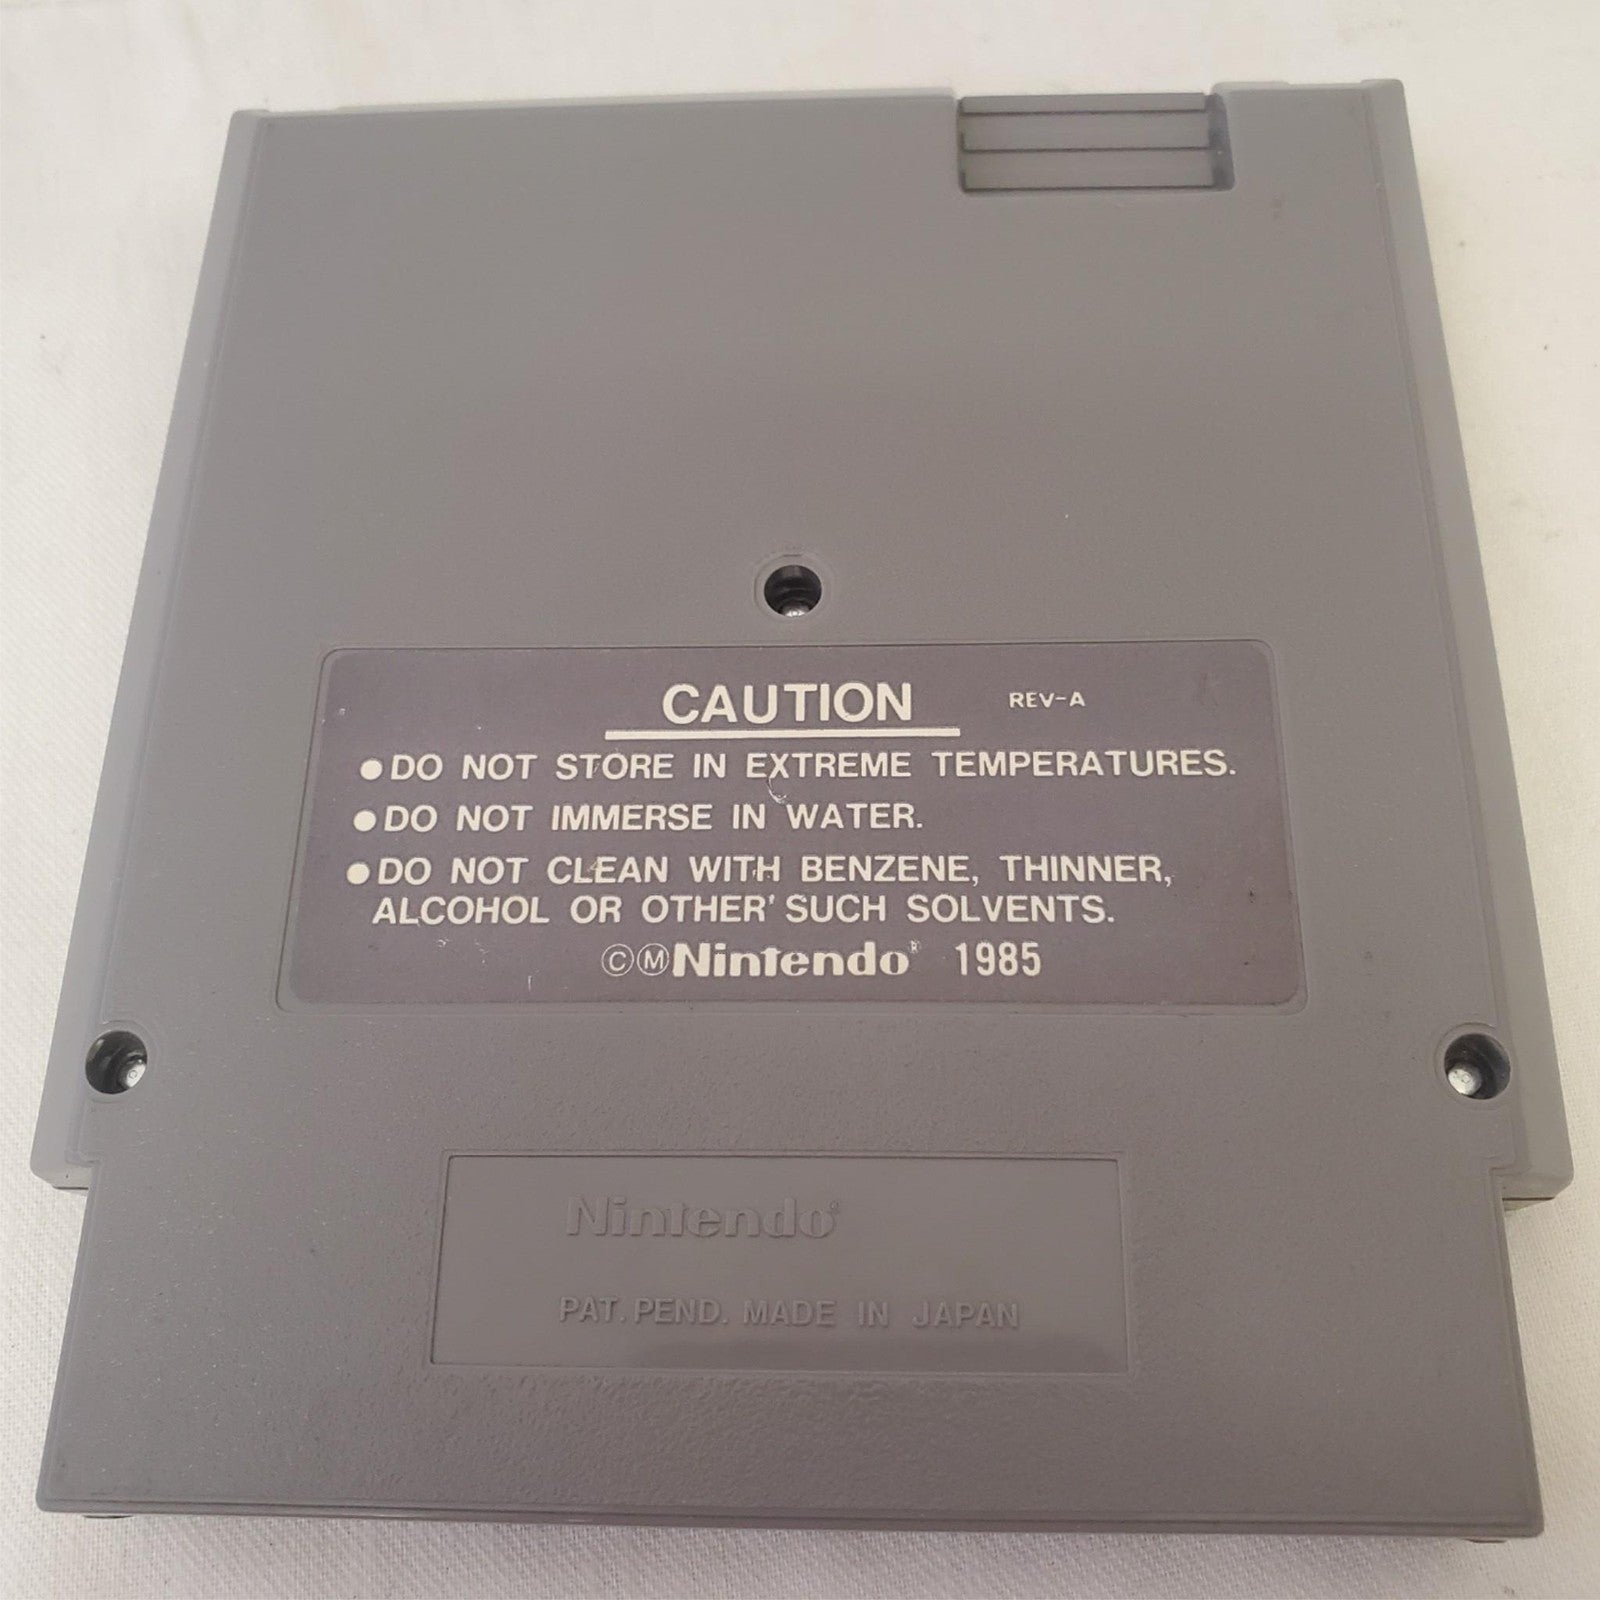 CAUTION REV-A
●DO NOT STORE IN EXTREME TEMPERATURES.
●DO NOT IMMERSE IN WATER.
●DO NOT CLEAN WITH BENZENE, THINNER,
ALCOHOL OR OTHER SUCH SOLVENTS.
©ⓂNintendo® 1985
Nintendo®
PAT. PEND. MADE IN JAPAN